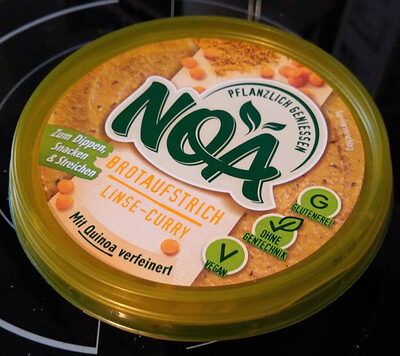 NOA
PFLANZLICH GENIESSEN
Zum Dippen,
Snacken
& Streichen
BROTAUFSTRICH
LINSE-CURRY
Mit Quinoa verfeinert
G
GLUTENFREI
OHNE
GENTECHNIK
V
VEGAN